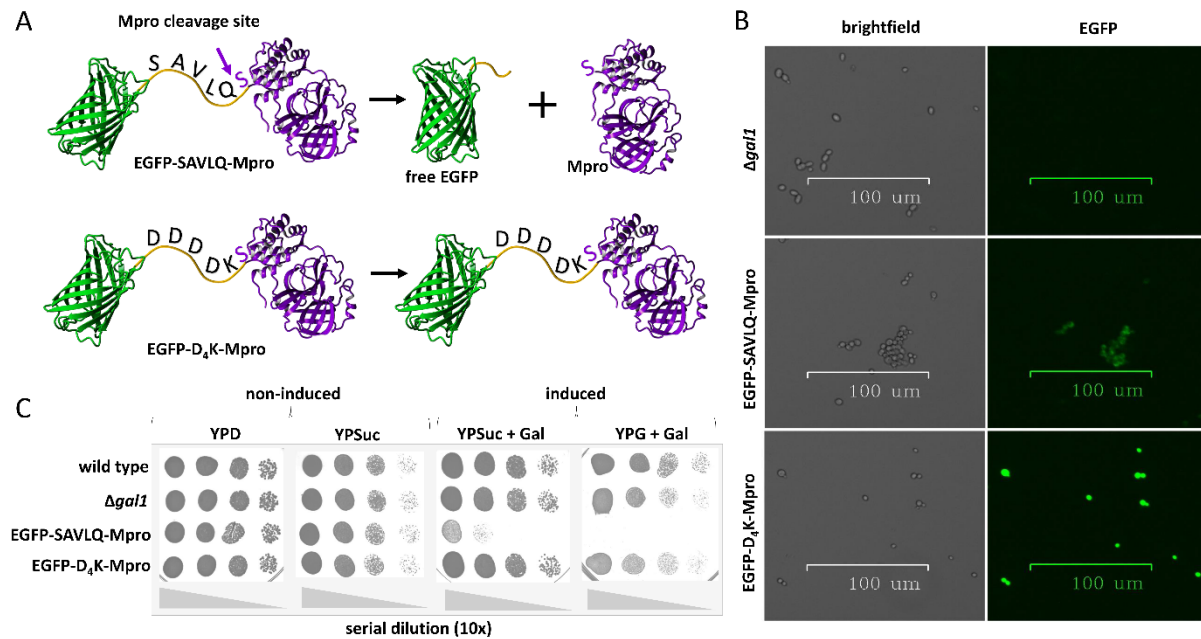 A
Mpro cleavage site
S A V L Q S
EGFP-SAVLQ-Mpro
free EGFP
+
Mpro
D D D D K S
EGFP-D₄K-Mpro
D D D D K S
B
brightfield
EGFP
Δgal1
100 um
100 um
EGFP-SAVLQ-Mpro
100 um
100 um
EGFP-D₄K-Mpro
100 um
100 um
C
non-induced
induced
YPD
YPSuc
YPSuc + Gal
YPG + Gal
wild type
Δgal1
EGFP-SAVLQ-Mpro
EGFP-D₄K-Mpro
serial dilution (10x)